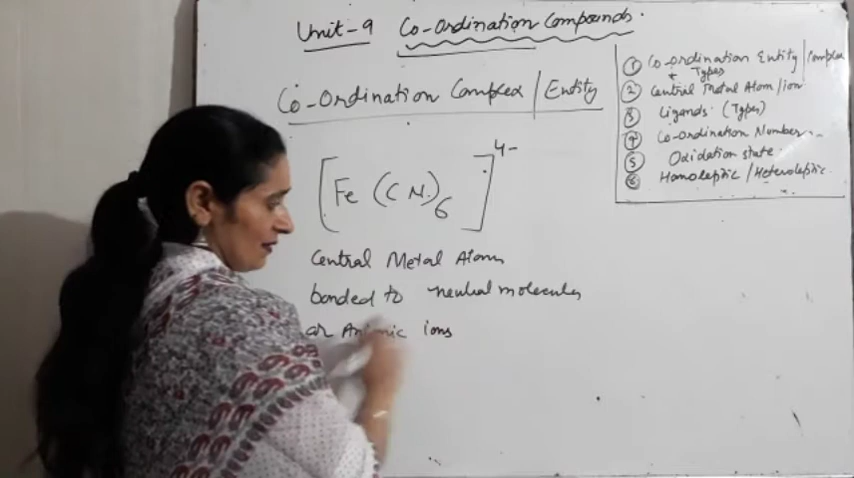 Unit-9 Co-Ordination Compounds.
Co-Ordination Complex / Entity
[Fe (CN)6]4-
Central Metal Atom
bonded to neutral molecules
or Anionic ions
① Co-ordination Entity / Complex
+ Types
② Central Metal Atom / ion
③ Ligands. (Types)
④ Co-ordination Number
⑤ Oxidation state
⑥ Homoleptic / Heteroleptic